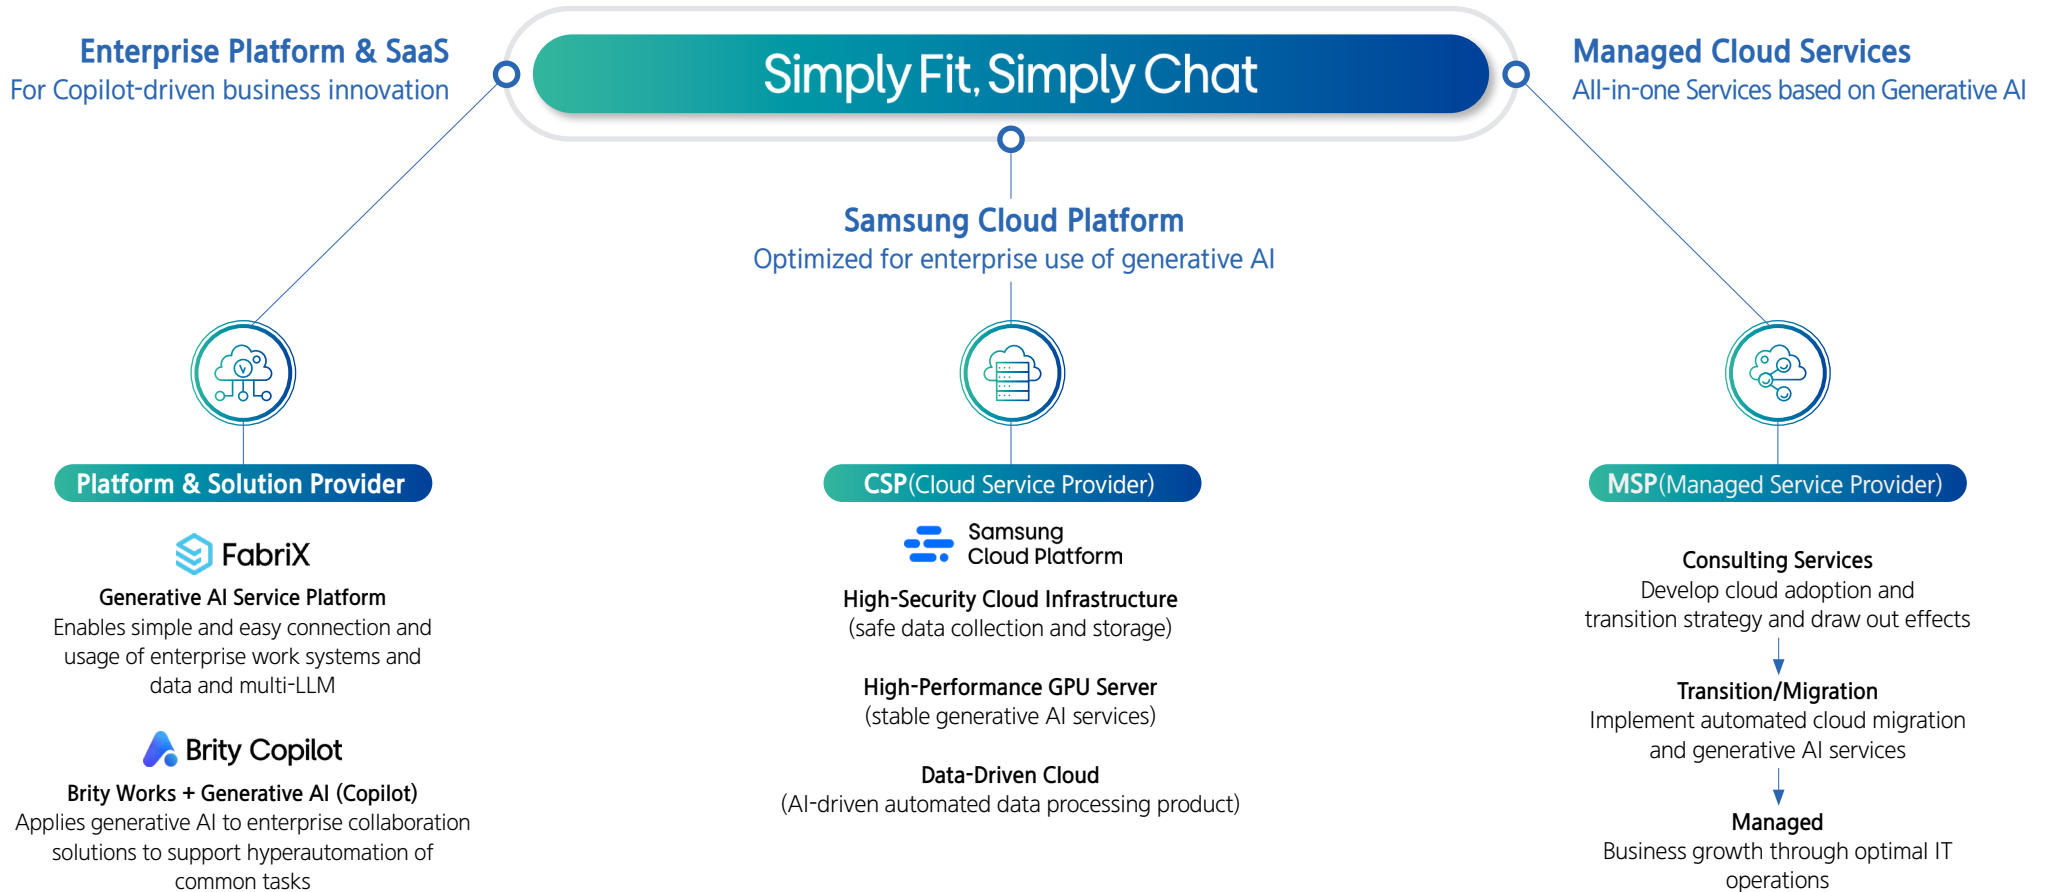 Enterprise Platform & SaaS
For Copilot-driven business innovation
Simply Fit, Simply Chat
Managed Cloud Services
All-in-one Services based on Generative AI
Samsung Cloud Platform
Optimized for enterprise use of generative AI
Platform & Solution Provider
FabriX
Generative AI Service Platform
Enables simple and easy connection and
usage of enterprise work systems and
data and multi-LLM
Brity Copilot
Brity Works + Generative AI (Copilot)
Applies generative AI to enterprise collaboration
solutions to support hyperautomation of
common tasks
CSP(Cloud Service Provider)
Samsung
Cloud Platform
High-Security Cloud Infrastructure
(safe data collection and storage)
High-Performance GPU Server
(stable generative AI services)
Data-Driven Cloud
(AI-driven automated data processing product)
MSP(Managed Service Provider)
Consulting Services
Develop cloud adoption and
transition strategy and draw out effects
Transition/Migration
Implement automated cloud migration
and generative AI services
Managed
Business growth through optimal IT
operations